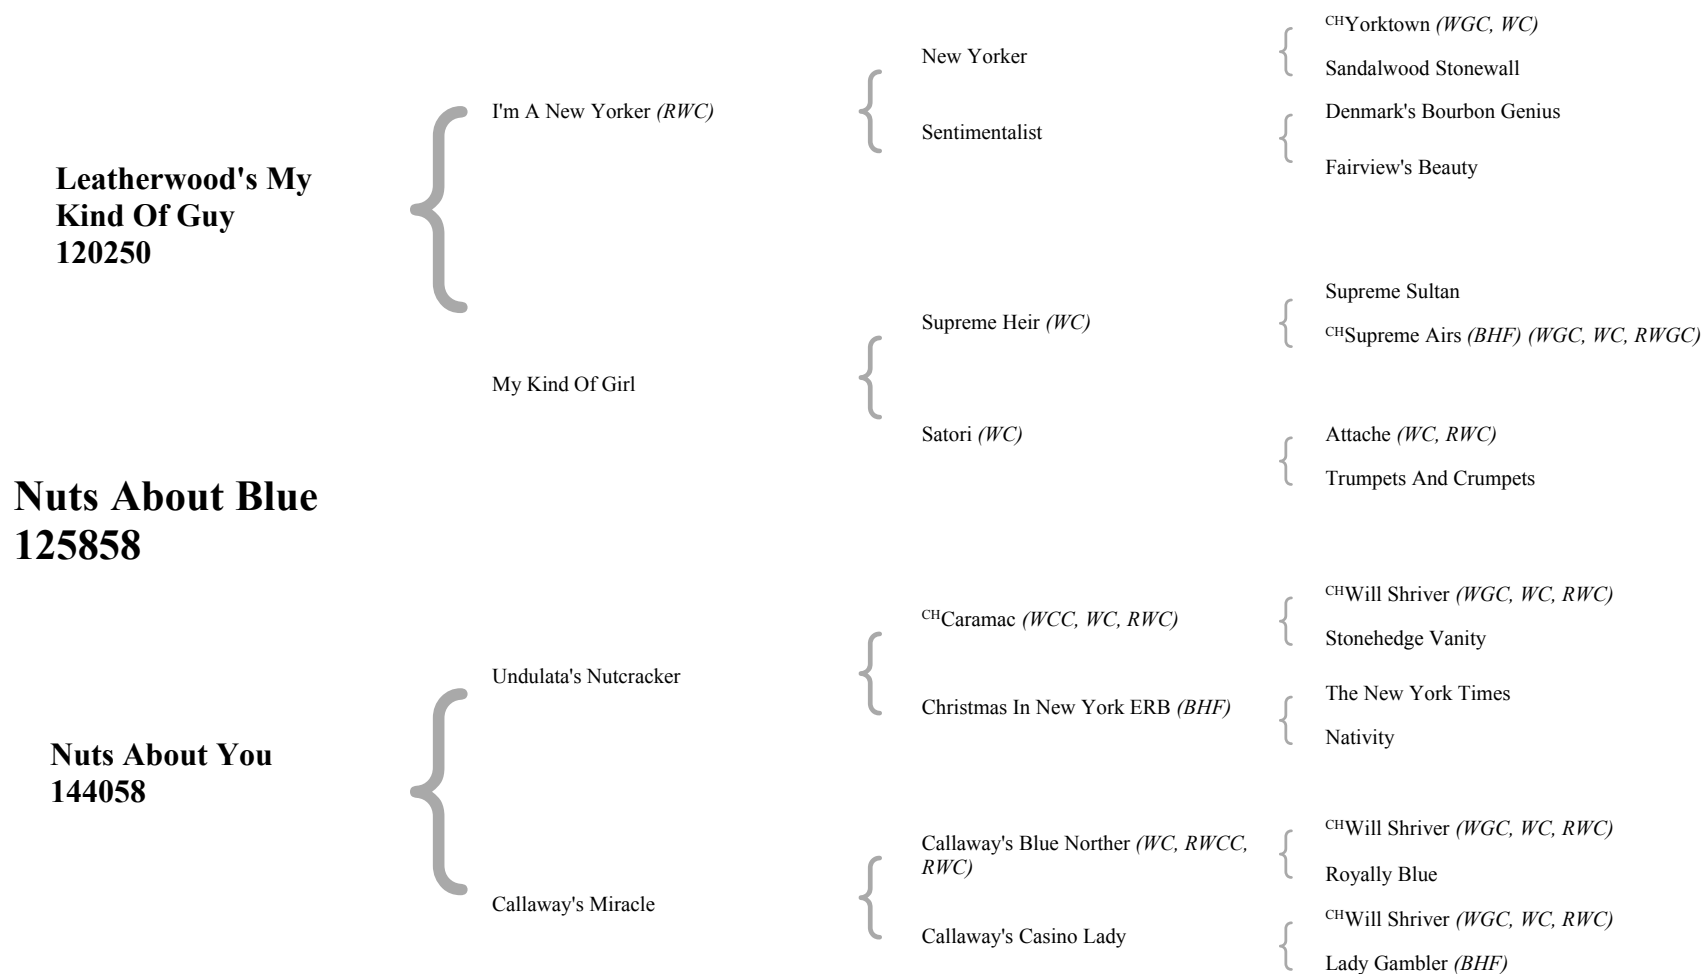 CHYorktown (WGC, WC)
New Yorker
Sandalwood Stonewall
I'm A New Yorker (RWC)
Denmark's Bourbon Genius
Sentimentalist
Fairview's Beauty
Leatherwood's My
Kind Of Guy
120250
Supreme Sultan
Supreme Heir (WC)
CHSupreme Airs (BHF) (WGC, WC, RWGC)
My Kind Of Girl
Satori (WC)
Attache (WC, RWC)
Trumpets And Crumpets
Nuts About Blue
125858
CHWill Shriver (WGC, WC, RWC)
CHCaramac (WCC, WC, RWC)
Stonehedge Vanity
Undulata's Nutcracker
The New York Times
Christmas In New York ERB (BHF)
Nativity
Nuts About You
144058
CHWill Shriver (WGC, WC, RWC)
Callaway's Blue Norther (WC, RWCC,
RWC)
Royally Blue
Callaway's Miracle
CHWill Shriver (WGC, WC, RWC)
Callaway's Casino Lady
Lady Gambler (BHF)